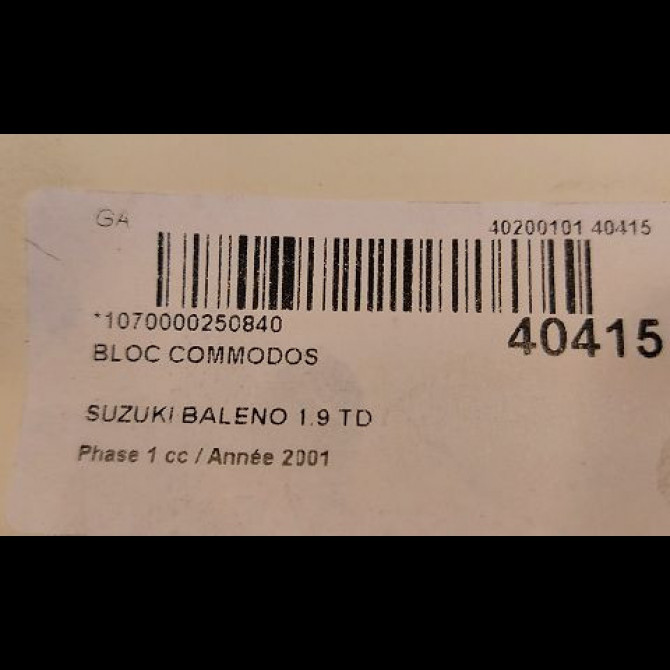 GA
40200101 40415
*1070000250840
40415
BLOC COMMODOS
SUZUKI BALENO 1.9 TD
Phase 1 cc / Année 2001